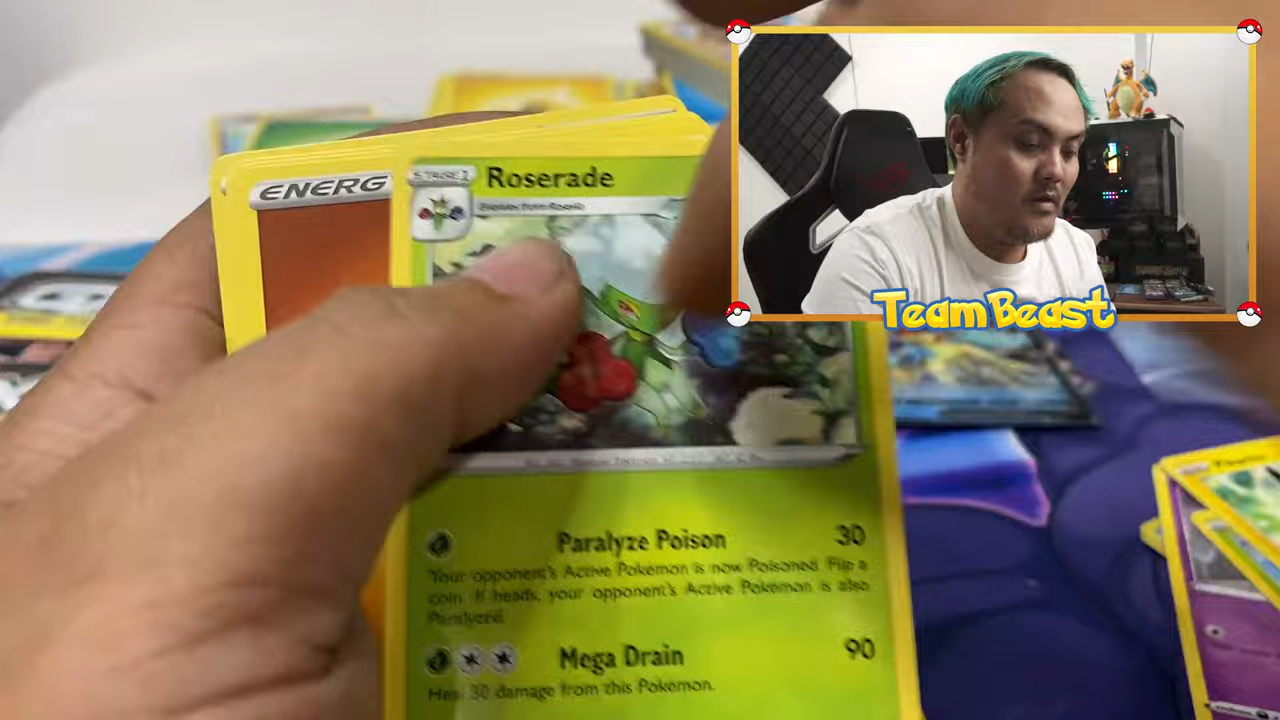 ENERG
STAGE 2
Roserade
Evolves from Roselia
Paralyze Poison 30
Your opponent's Active Pokémon is now Poisoned. Flip a
coin. If heads, your opponent's Active Pokémon is also
Paralyzed.
Mega Drain 90
Heal 30 damage from this Pokémon.
Team Beast